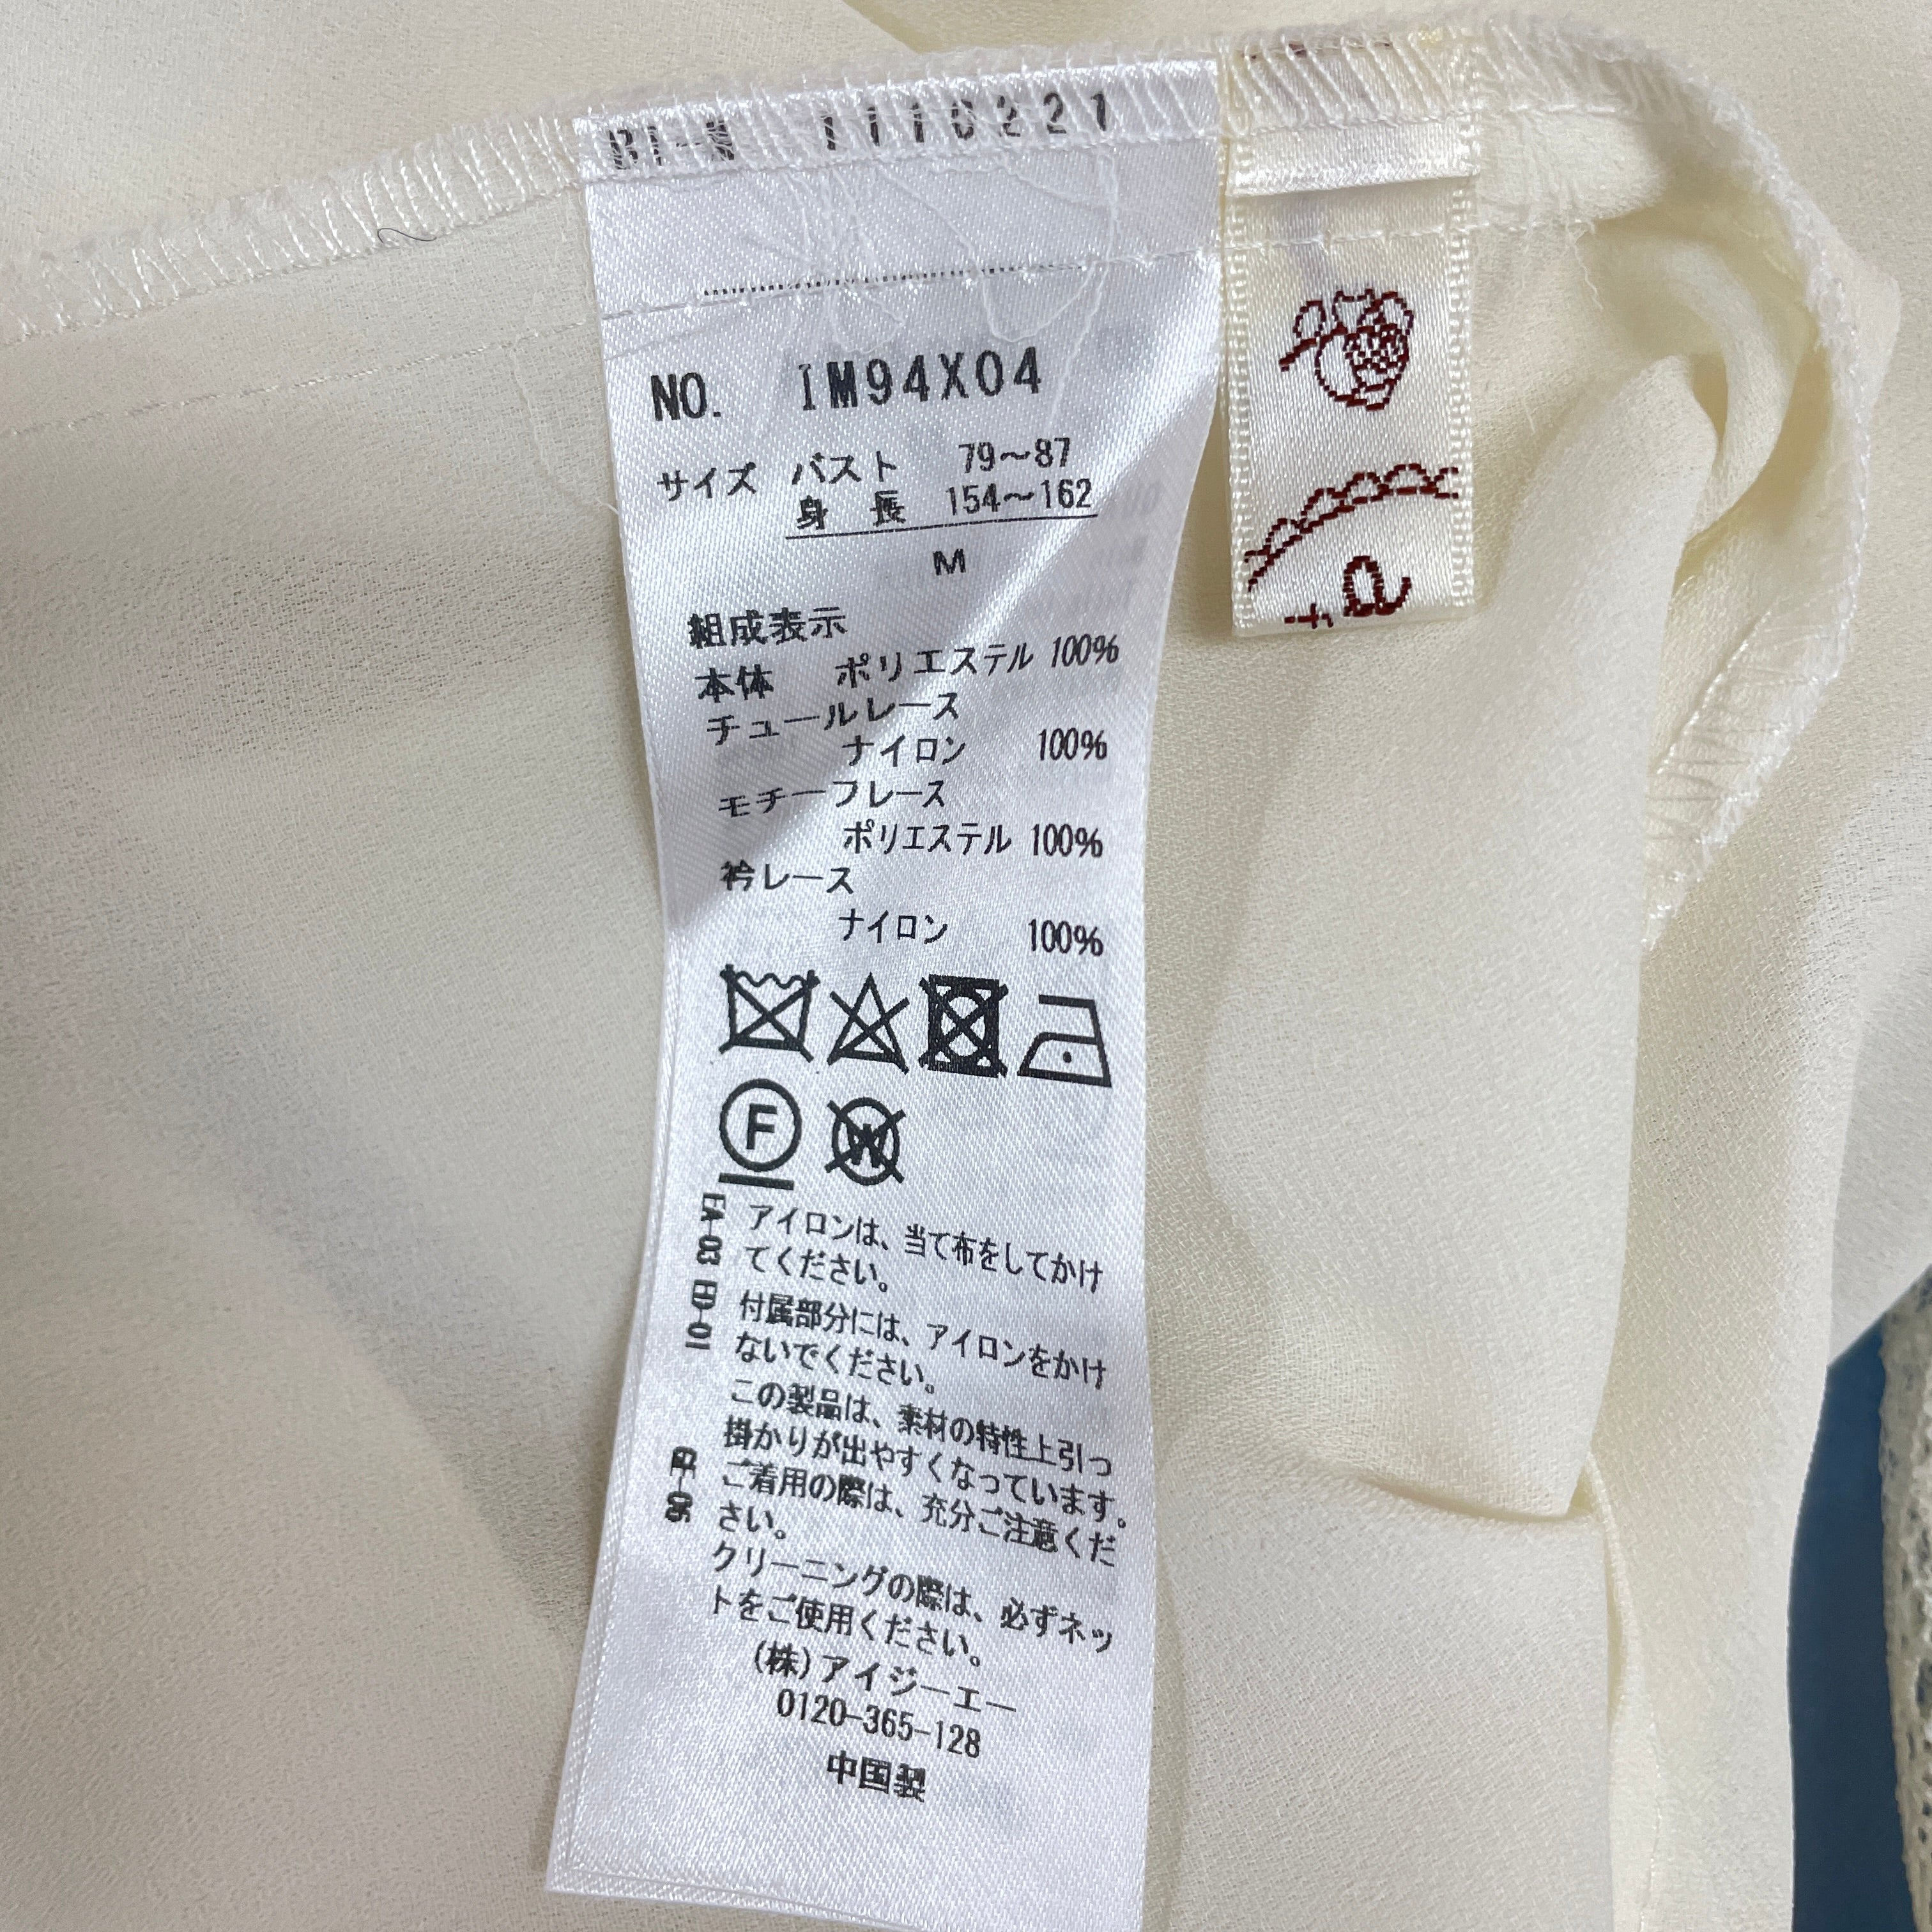 1110221
NO. IM94X04
サイズ バスト 79～87
身 長 154～162
M
組成表示
本体 ポリエステル 100%
チュールレース
ナイロン 100%
モチーフレース
ポリエステル 100%
衿レース
ナイロン 100%
F W
アイロンは、当て布をしてかけ
てください。
付属部分には、アイロンをかけ
ないでください。
この製品は、素材の特性上引っ
掛かりが出やすくなっています。
ご着用の際は、充分ご注意くだ
さい。
クリーニングの際は、必ずネッ
トをご使用ください。
(株)アイジーエー
0120-365-128
中国製
EA-03 ED-01